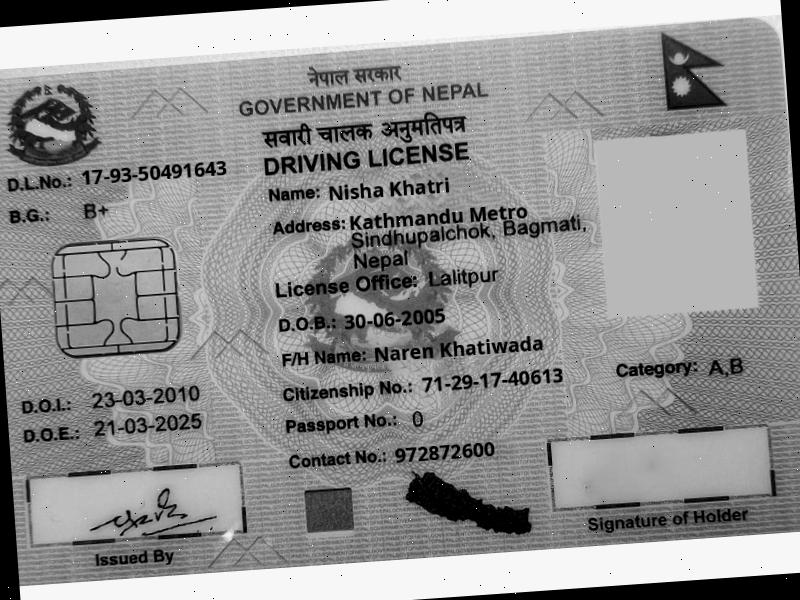 नेपाल सरकार
GOVERNMENT OF NEPAL
सवारी चालक अनुमतिपत्र
DRIVING LICENSE
D.L.No.: 17-93-50491643
B.G.: B+
Name: Nisha Khatri
Address: Kathmandu Metro
Sindhupalchok, Bagmati,
Nepal
License Office: Lalitpur
D.O.B.: 30-06-2005
F/H Name: Naren Khatiwada
Citizenship No.: 71-29-17-40613
Category: A,B
Passport No.: 0
Contact No.: 972872600
D.O.I.: 23-03-2010
D.O.E.: 21-03-2025
Issued By
Signature of Holder